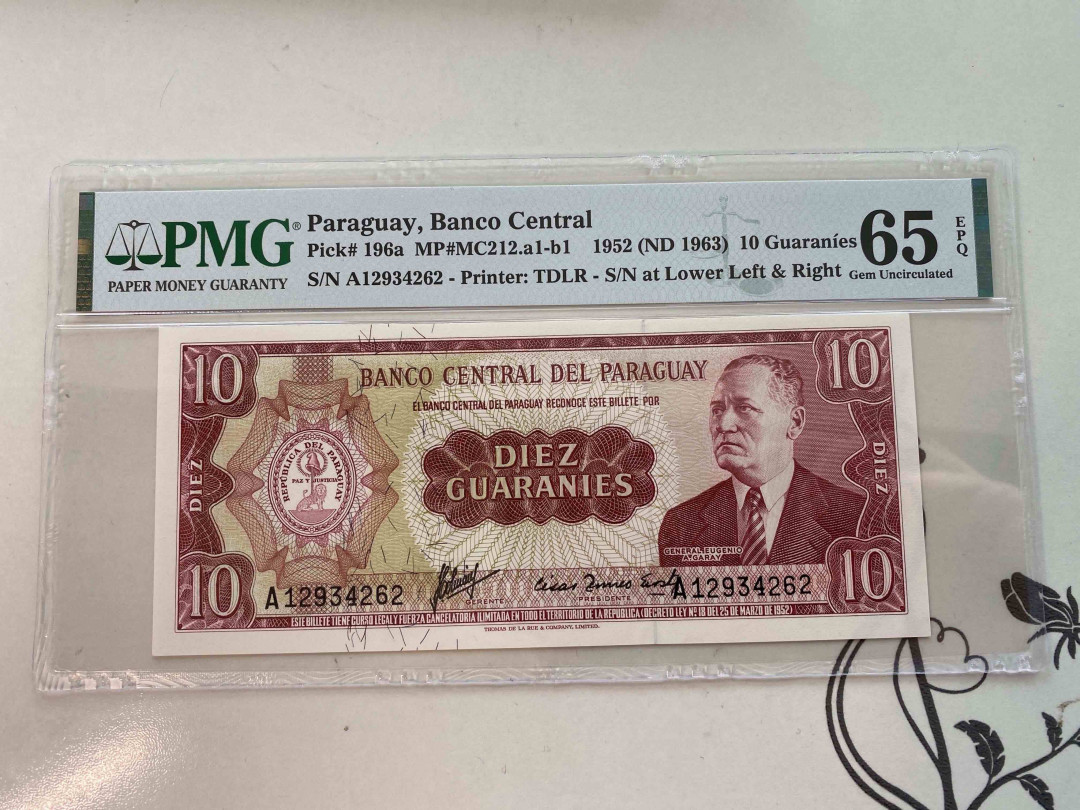 PMG®
PAPER MONEY GUARANTY
Paraguay, Banco Central
Pick# 196a MP#MC212.a1-b1 1952 (ND 1963) 10 Guaraníes
S/N A12934262 - Printer: TDLR - S/N at Lower Left & Right
65
EPQ
Gem Uncirculated
10
10
BANCO CENTRAL DEL PARAGUAY
EL BANCO CENTRAL DEL PARAGUAY RECONOCE ESTE BILLETE POR
DIEZ
GUARANIES
DIEZ
DIEZ
REPÚBLICA DEL PARAGUAY
PAZ Y JUSTICIA
GENERAL EUGENIO
A. GARAY
A12934262
A12934262
GERENTE
PRESIDENTE
10
10
ESTE BILLETE TIENE CURSO LEGAL Y FUERZA CANCELATORIA ILIMITADA EN TODO EL TERRITORIO DE LA REPUBLICA (DECRETO LEY Nº 18 DEL 25 DE MARZO DE 1952)
THOMAS DE LA RUE & COMPANY, LIMITED.